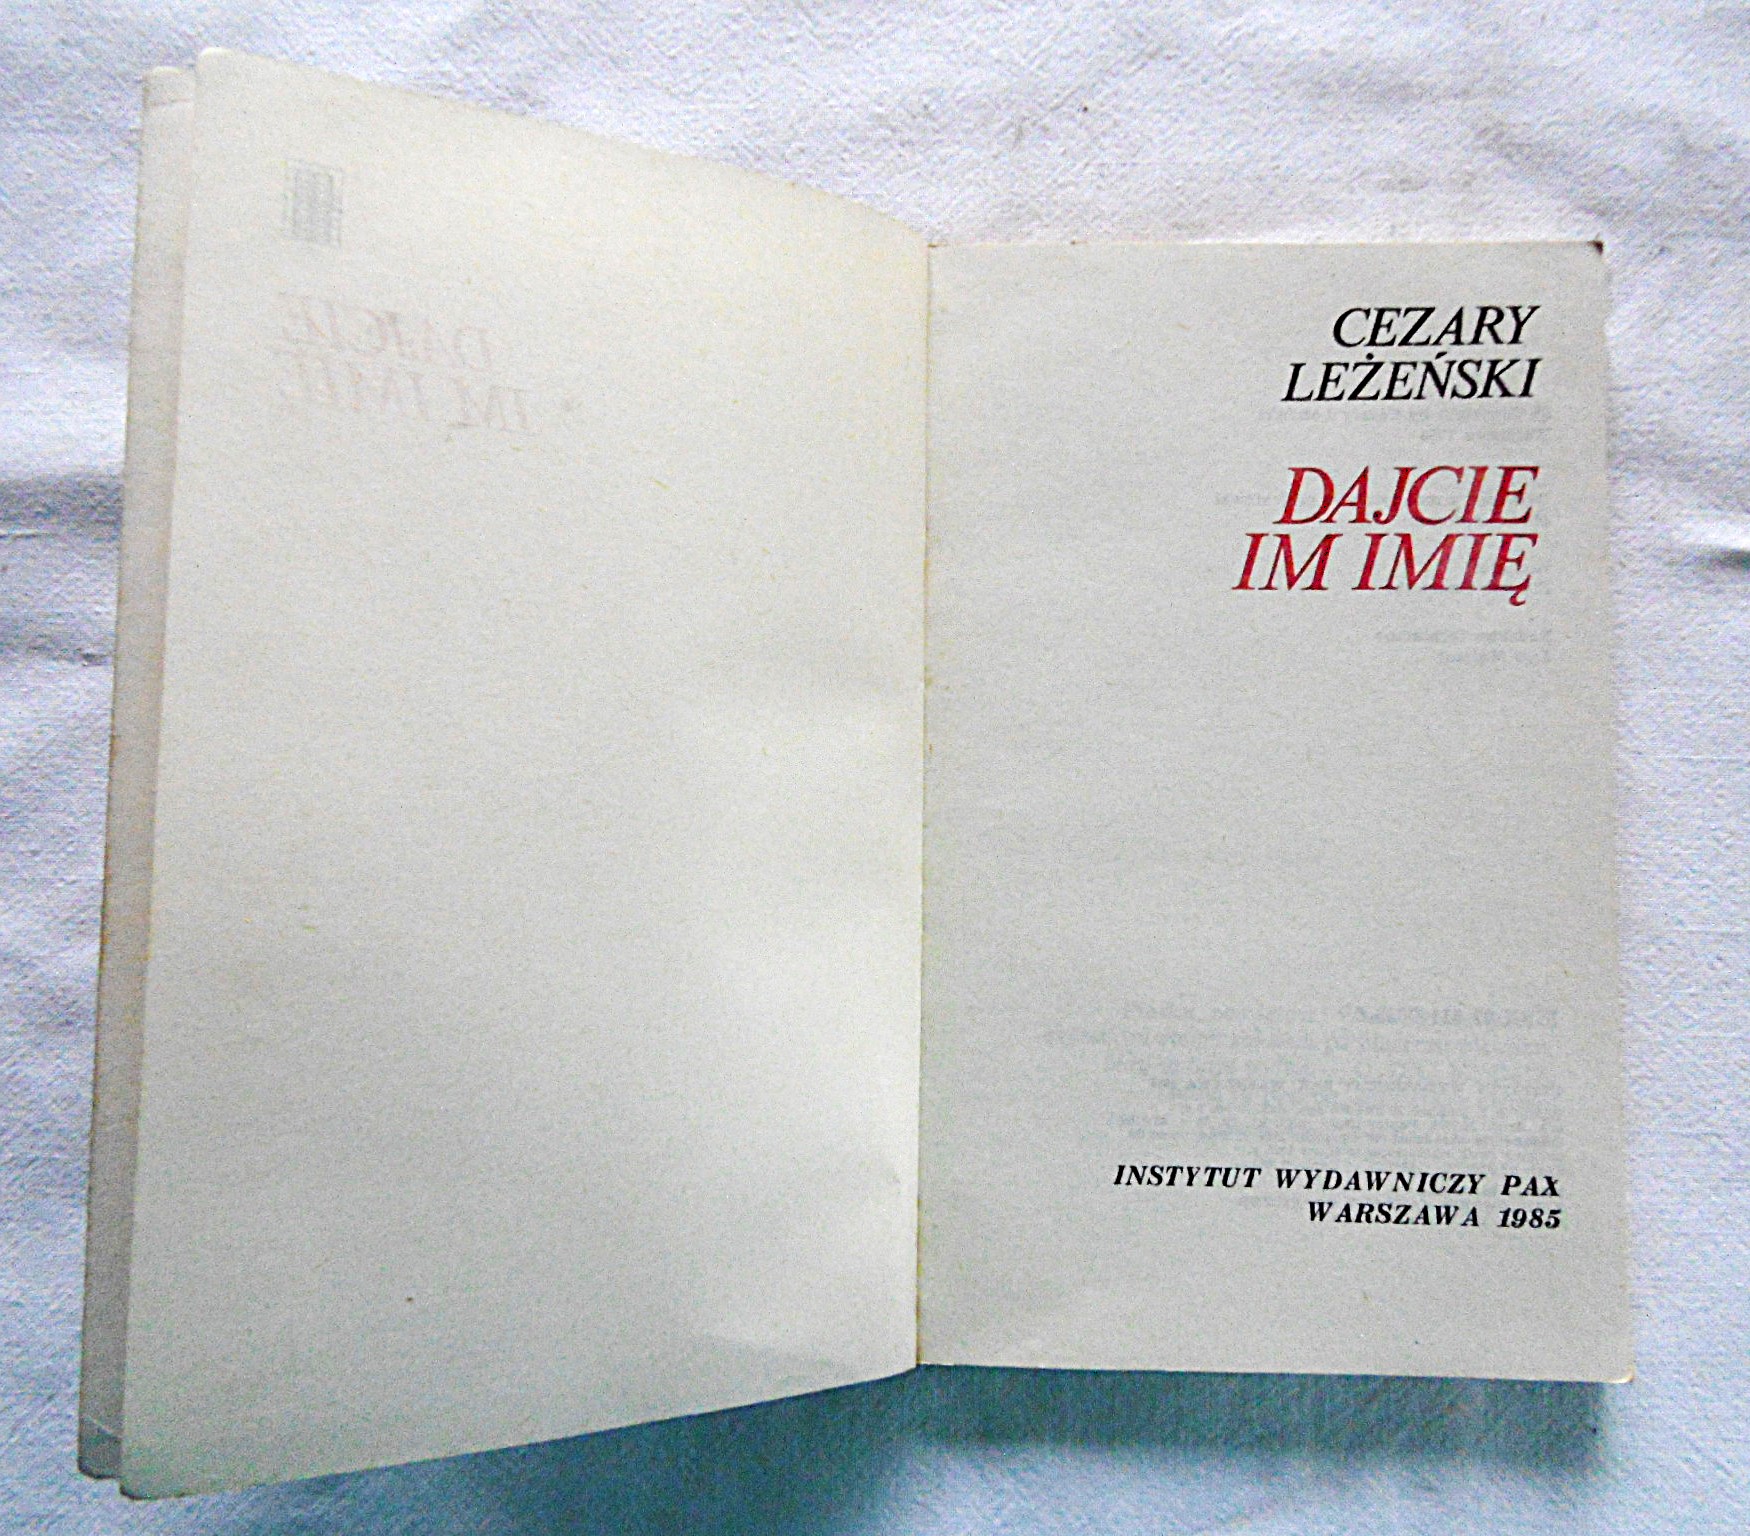 CEZARY
LEŻEŃSKI
DAJCIE
IM IMIĘ
INSTYTUT WYDAWNICZY PAX
WARSZAWA 1985